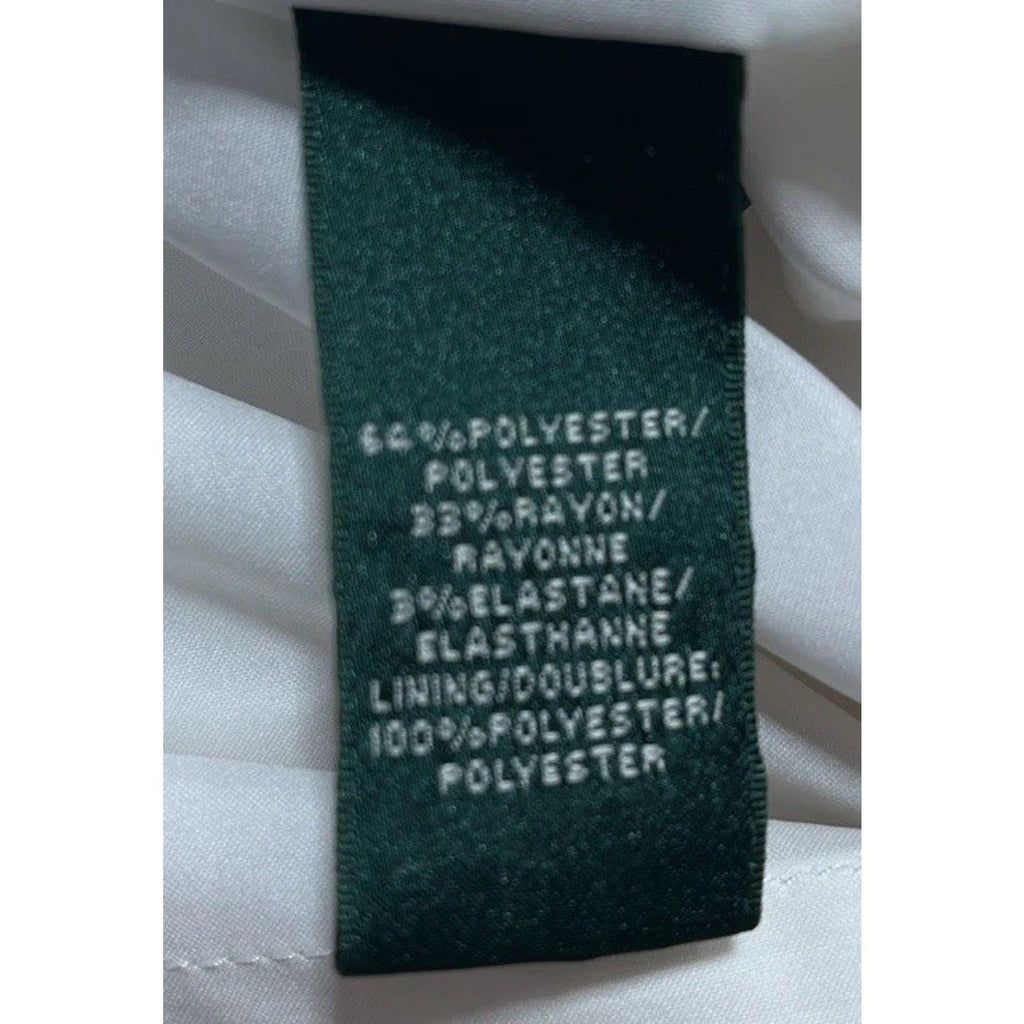 64%POLYESTER/
POLYESTER
33%RAYON/
RAYONNE
3%ELASTANE/
ELASTHANNE
LINING/DOUBLURE:
100%POLYESTER/
POLYESTER